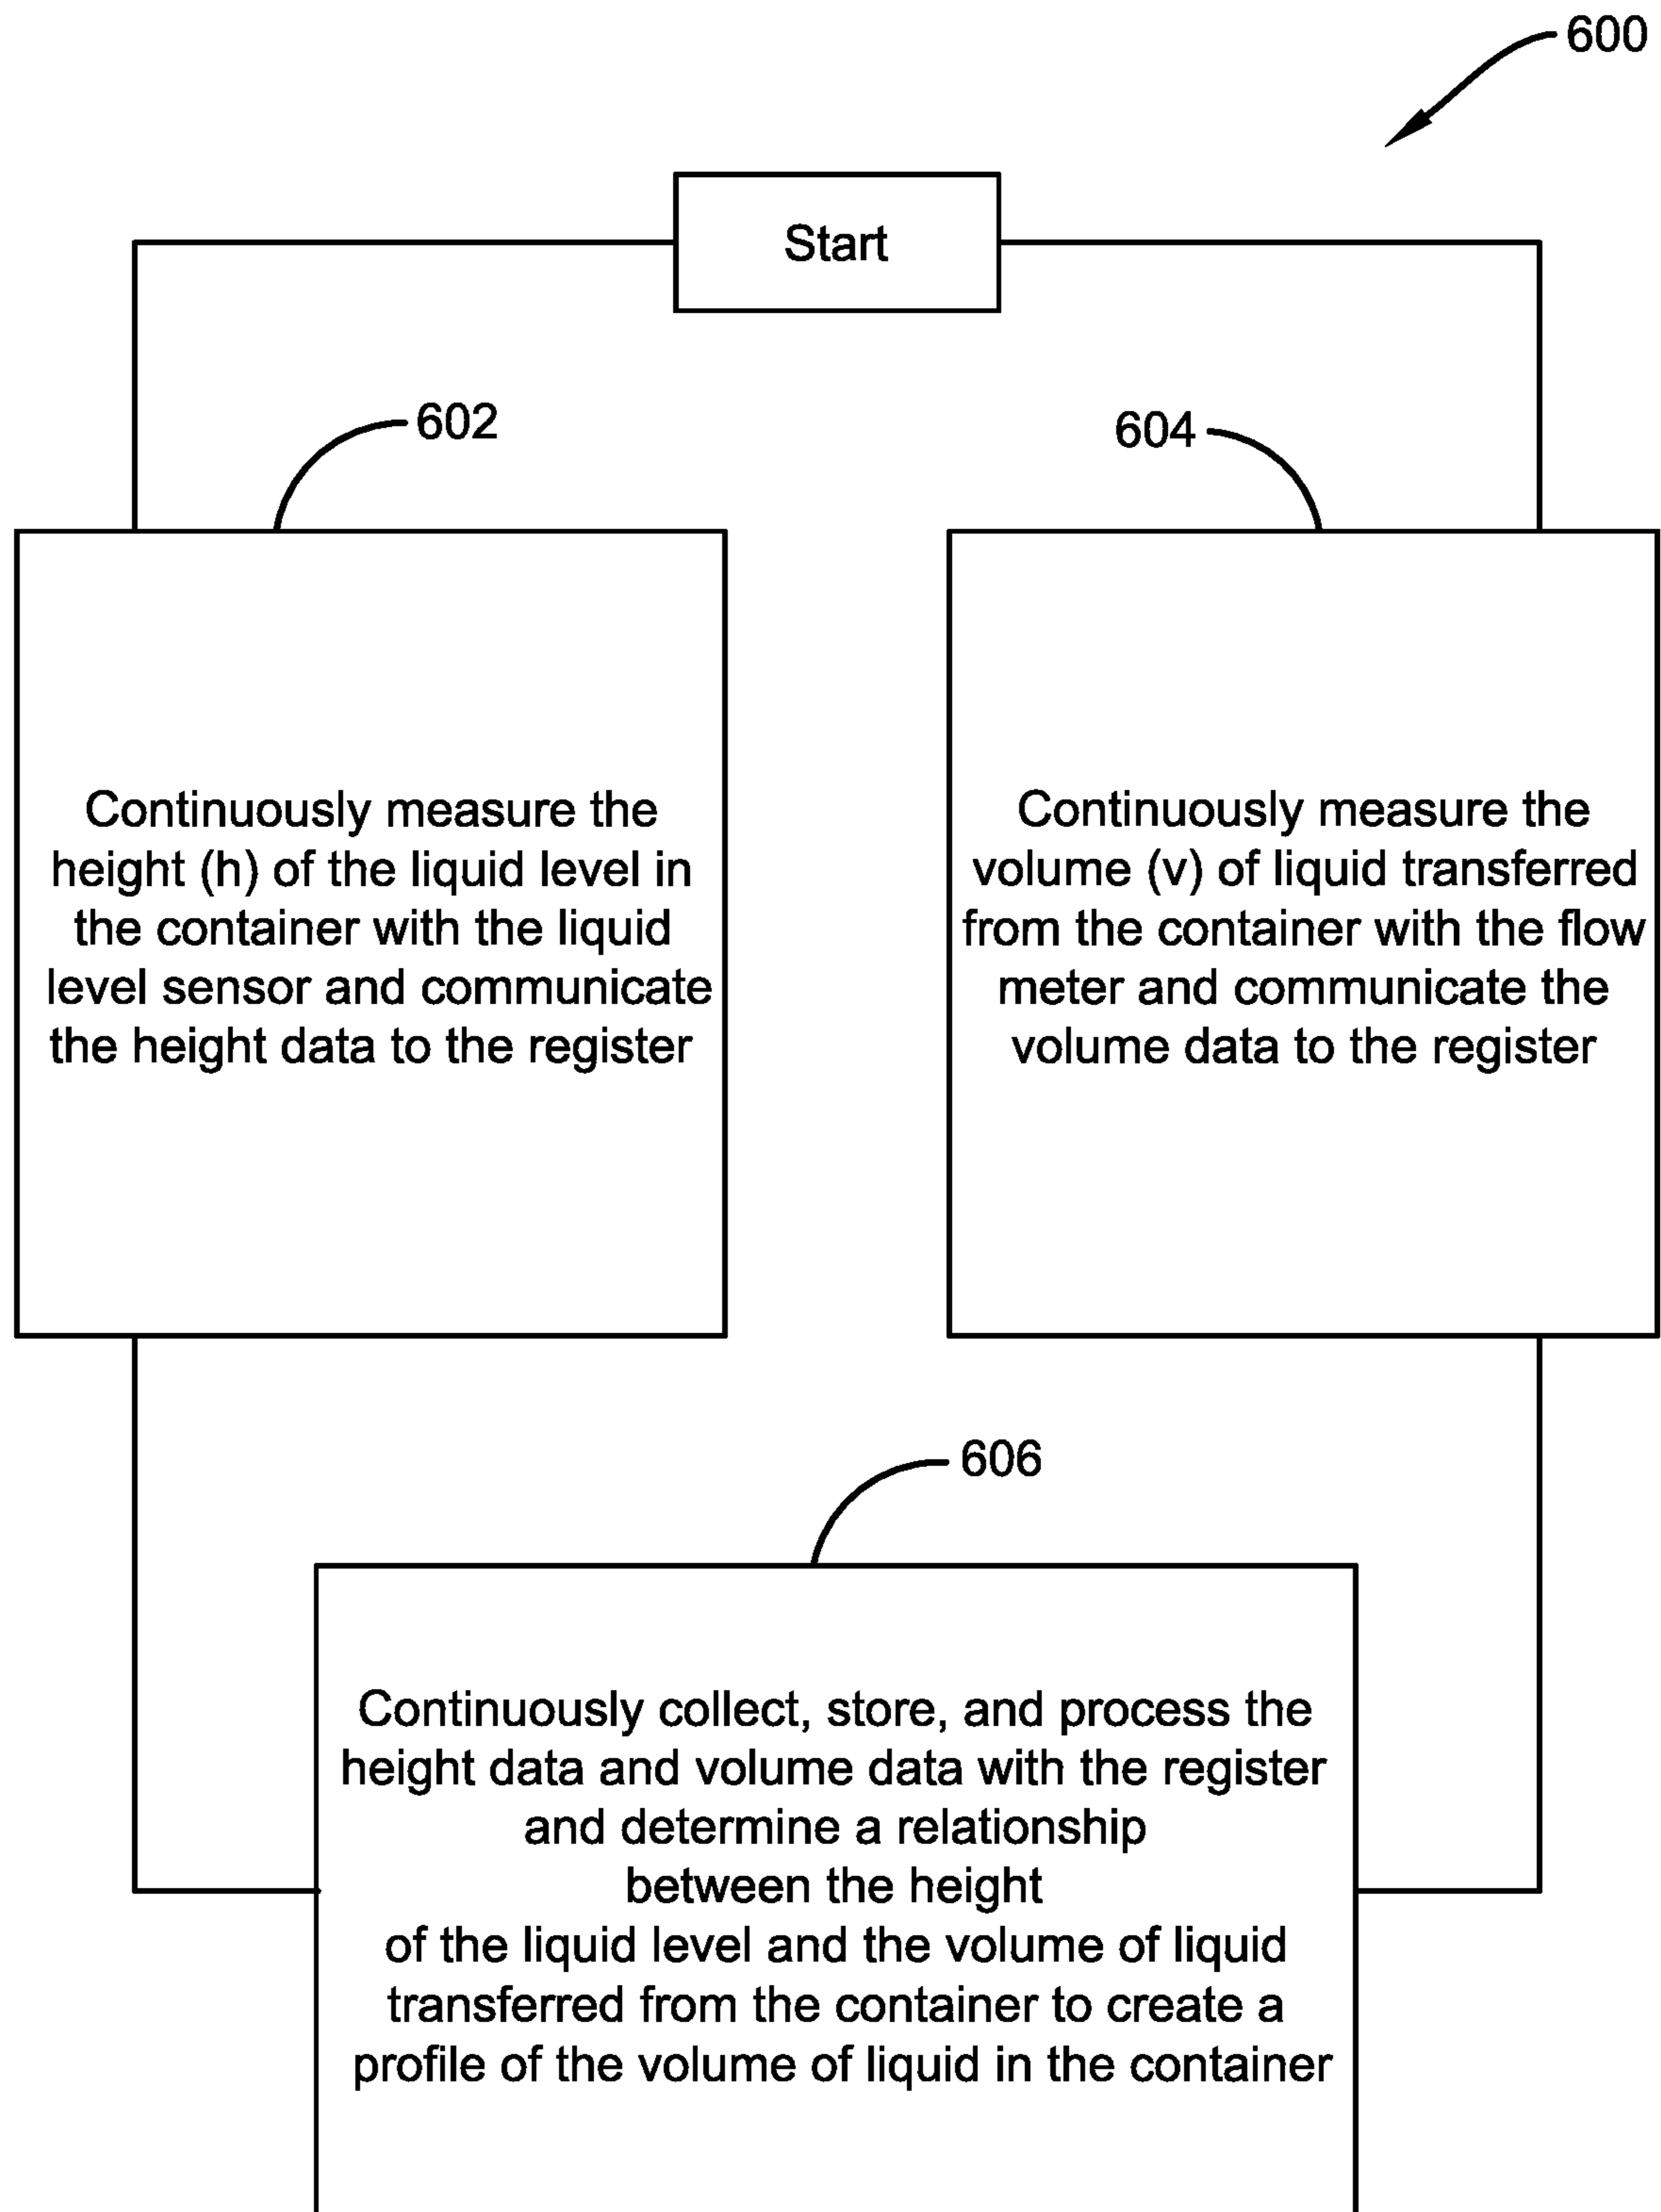 600
Start
602
604
Continuously measure the
height (h) of the liquid level in
the container with the liquid
level sensor and communicate
the height data to the register
Continuously measure the
volume (v) of liquid transferred
from the container with the flow
meter and communicate the
volume data to the register
606
Continuously collect, store, and process the
height data and volume data with the register
and determine a relationship
between the height
of the liquid level and the volume of liquid
transferred from the container to create a
profile of the volume of liquid in the container